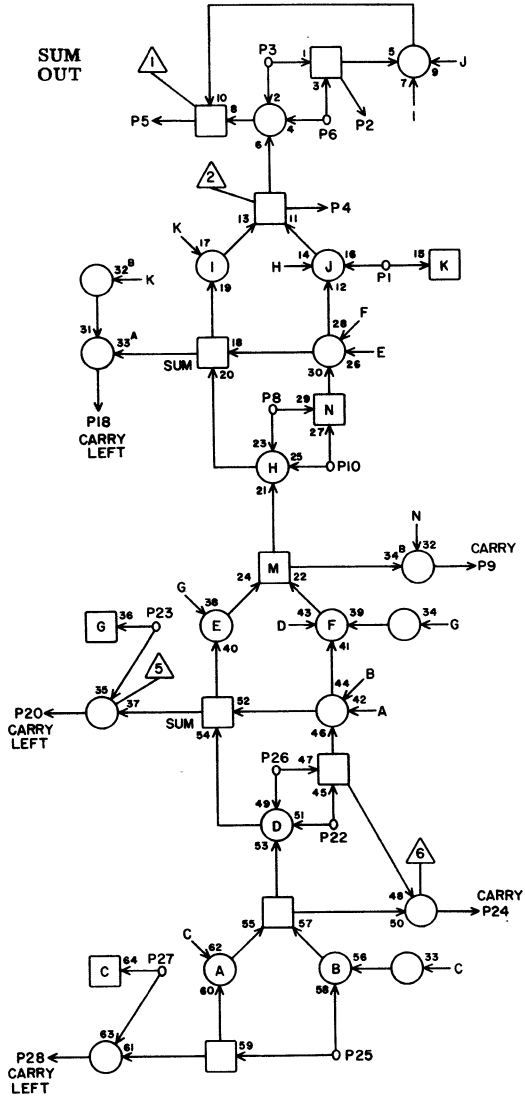 SUM
OUT
1
P3
1
3
5
7
9
J
1
P5
10
8
2
4
6
P6
P2
2
13
11
P4
K
17
I
19
H
14
J
16
12
P1
15
K
32
B
K
31
33
A
P18
CARRY
LEFT
SUM
18
20
28
F
30
26
E
P8
29
N
27
23
H
25
21
P10
M
24
22
N
34
B
32
CARRY
P9
G
38
E
40
D
43
F
39
41
34
G
G
36
P23
5
35
37
P20
CARRY
LEFT
SUM
52
54
44
B
42
A
46
P26
47
45
49
D
51
53
P22
6
48
50
CARRY
P24
55
57
C
62
A
60
B
56
58
33
C
C
64
P27
63
61
P28
CARRY
LEFT
59
P25